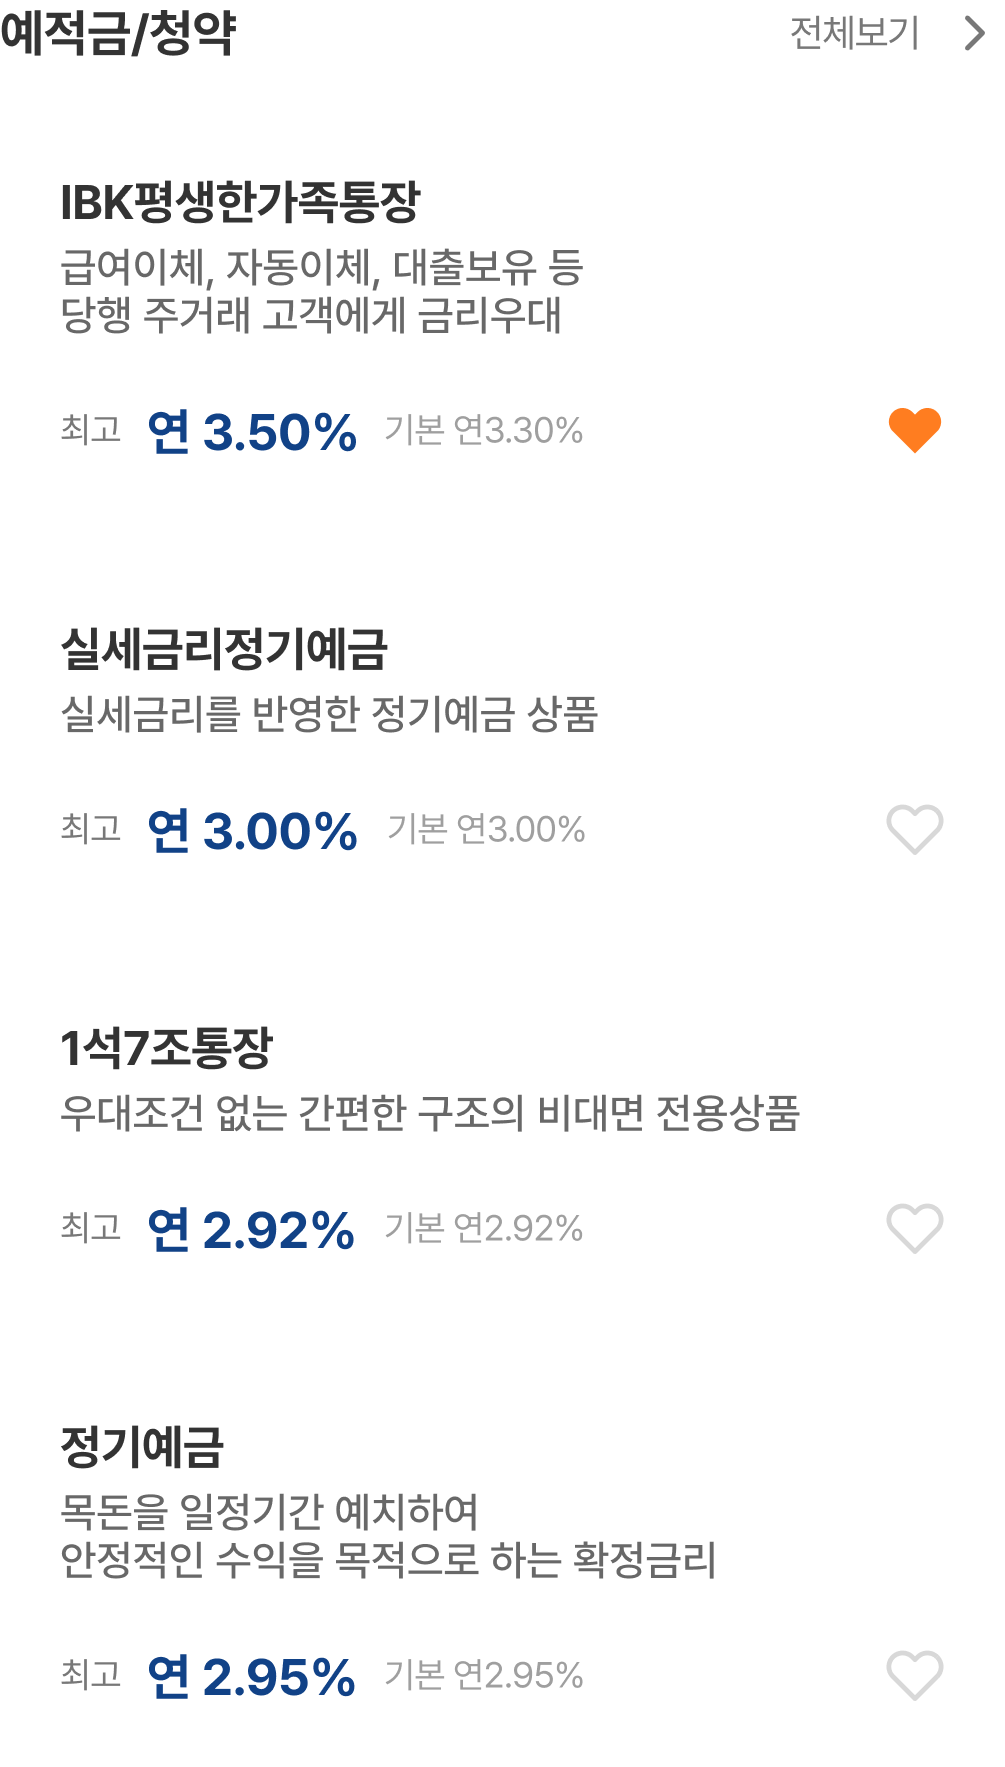 예적금/청약
전체보기
IBK평생한가족통장
급여이체, 자동이체, 대출보유 등
당행 주거래 고객에게 금리우대
최고 연 3.50% 기본 연3.30%
실세금리정기예금
실세금리를 반영한 정기예금 상품
최고 연 3.00% 기본 연3.00%
1석7조통장
우대조건 없는 간편한 구조의 비대면 전용상품
최고 연 2.92% 기본 연2.92%
정기예금
목돈을 일정기간 예치하여
안정적인 수익을 목적으로 하는 확정금리
최고 연 2.95% 기본 연2.95%